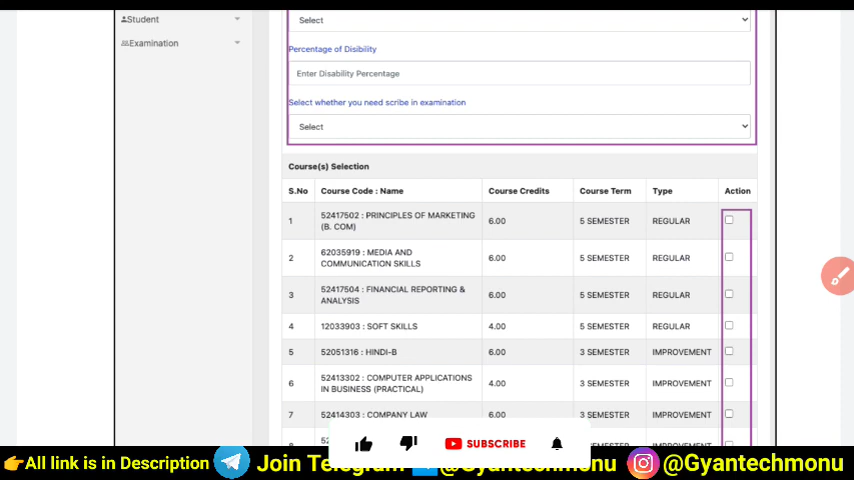 Student
Examination
Select
Percentage of Disibility
Enter Disability Percentage
Select whether you need scribe in examination
Select
Course(s) Selection
S.No Course Code : Name Course Credits Course Term Type Action
1 52417502 : PRINCIPLES OF MARKETING (B. COM) 6.00 5 SEMESTER REGULAR
2 62035919 : MEDIA AND COMMUNICATION SKILLS 6.00 5 SEMESTER REGULAR
3 52417504 : FINANCIAL REPORTING & ANALYSIS 6.00 5 SEMESTER REGULAR
4 12033903 : SOFT SKILLS 4.00 5 SEMESTER REGULAR
5 52051316 : HINDI-B 6.00 3 SEMESTER IMPROVEMENT
6 52413302 : COMPUTER APPLICATIONS IN BUSINESS (PRACTICAL) 4.00 3 SEMESTER IMPROVEMENT
7 52414303 : COMPANY LAW 6.00 3 SEMESTER IMPROVEMENT
SUBSCRIBE
👉All link is in Description Join Telegram @Gyantechmonu @Gyantechmonu